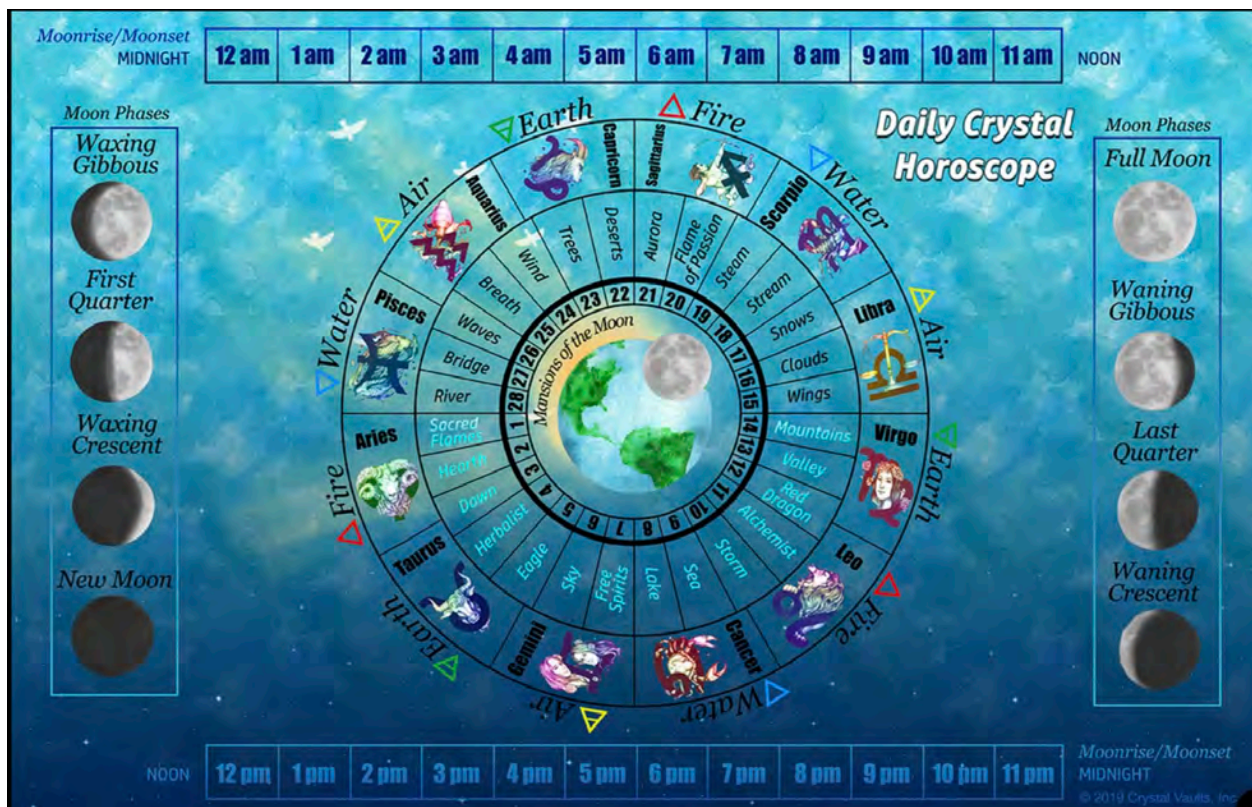 Moonrise/Moonset
MIDNIGHT
12 am 1 am 2 am 3 am 4 am 5 am 6 am 7 am 8 am 9 am 10 am 11 am
NOON
Daily Crystal
Horoscope
Moon Phases
Waxing
Gibbous
First
Quarter
Waxing
Crescent
New Moon
Moon Phases
Full Moon
Waning
Gibbous
Last
Quarter
Waning
Crescent
Earth
Fire
Water
Air
Earth
Fire
Water
Air
Earth
Fire
Water
Air
Capricorn
Sagittarius
Scorpio
Libra
Virgo
Leo
Cancer
Gemini
Taurus
Aries
Pisces
Aquarius
Deserts
Aurora
Flame
of Passion
Steam
Stream
Snows
Clouds
Wings
Mountains
Valley
Red
Dragon
Alchemist
Storm
Sea
Lake
Free
Spirits
Sky
Eagle
Herbalist
Dawn
Hearth
Sacred
Flames
River
Bridge
Waves
Breath
Wind
Trees
22 21 20 19 18 17 16 15 14 13 12 11 10 9 8 7 6 5 4 3 2 1 28 27 26 25 24 23
Mansions of the Moon
NOON
12 pm 1 pm 2 pm 3 pm 4 pm 5 pm 6 pm 7 pm 8 pm 9 pm 10 pm 11 pm
Moonrise/Moonset
MIDNIGHT
© 2019 Crystal Vaults, Inc